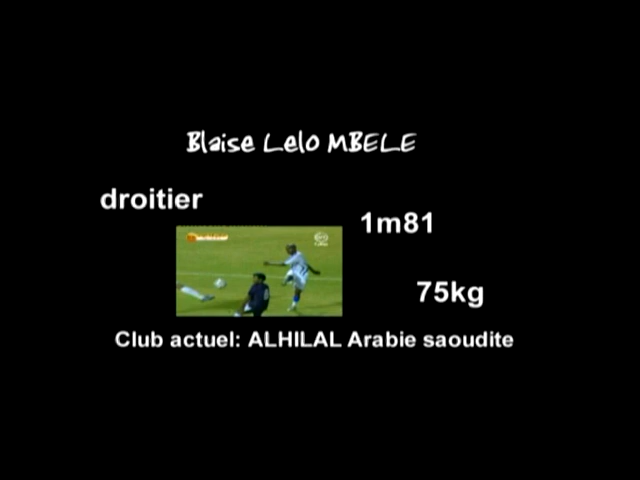 Blaise Lelo MBELE
droitier
1m81
75kg
Club actuel: ALHILAL Arabie saoudite